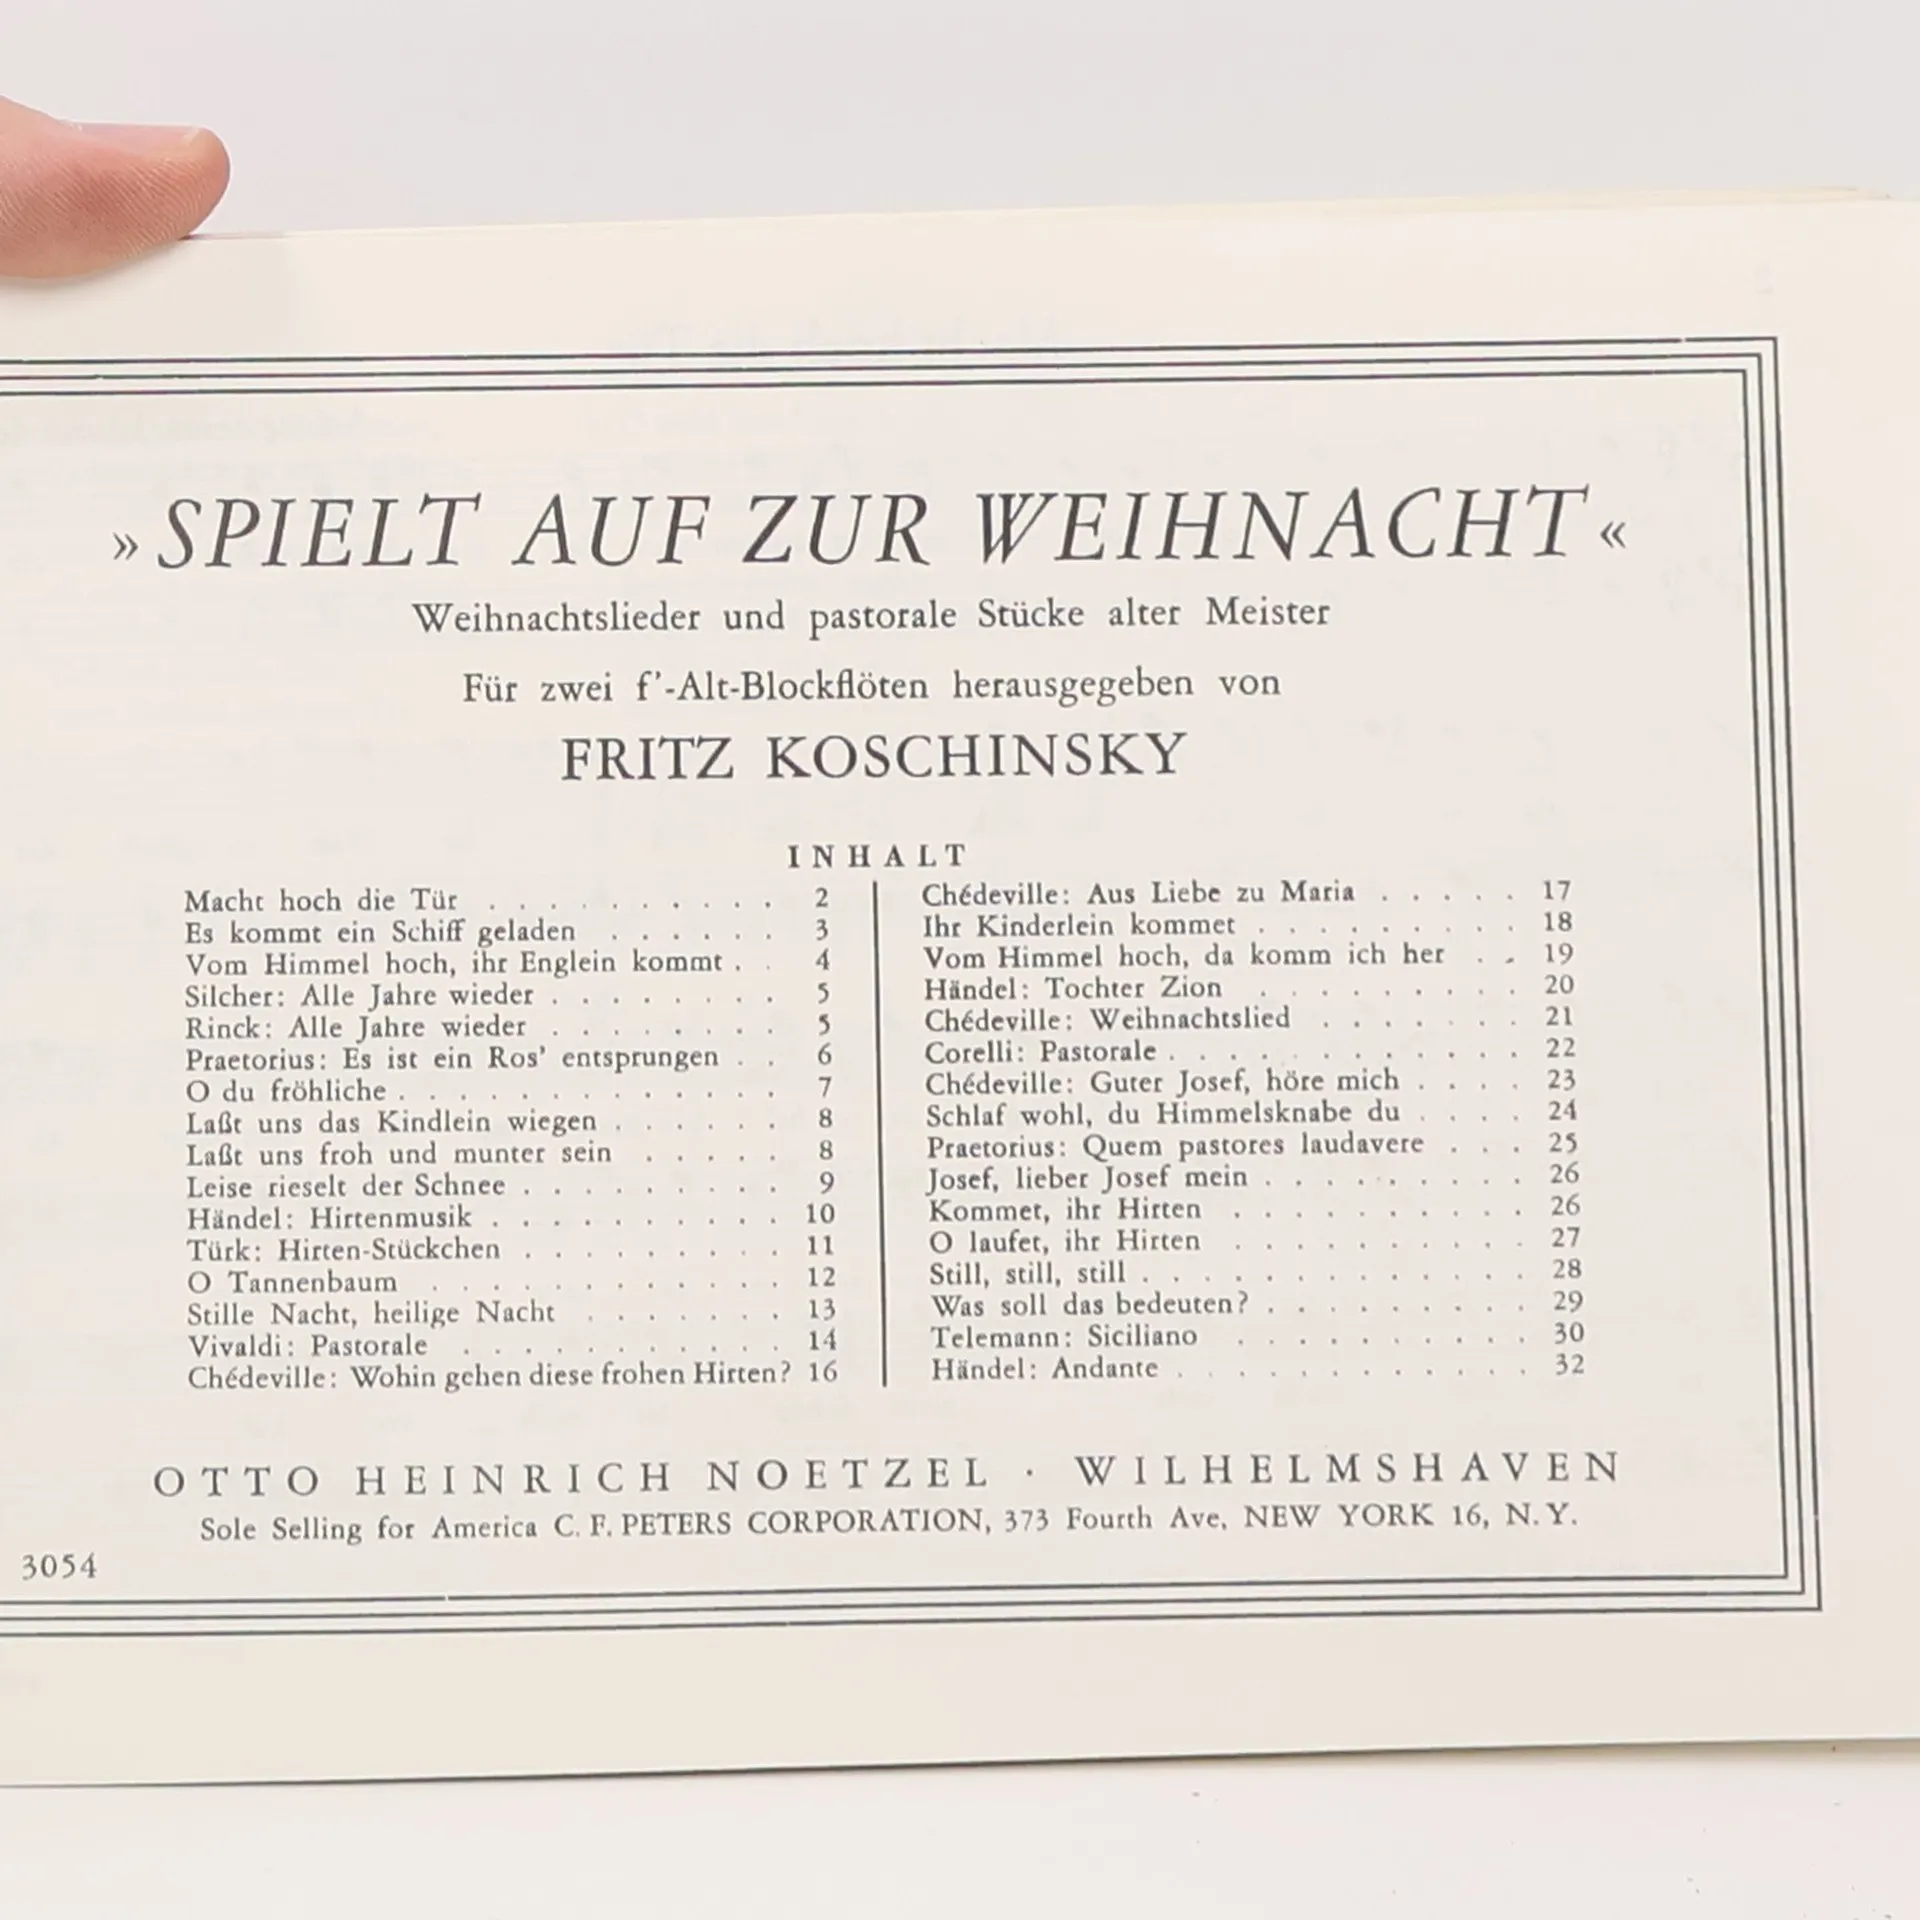 »SPIELT AUF ZUR WEIHNACHT«
Weihnachtslieder und pastorale Stücke alter Meister
Für zwei f'-Alt-Blockflöten herausgegeben von
FRITZ KOSCHINSKY
INHALT
Macht hoch die Tür . . . . . . . . . . 2
Es kommt ein Schiff geladen . . . . . . 3
Vom Himmel hoch, ihr Englein kommt . . 4
Silcher: Alle Jahre wieder . . . . . . . . 5
Rinck: Alle Jahre wieder . . . . . . . . 5
Praetorius: Es ist ein Ros' entsprungen . . 6
O du fröhliche . . . . . . . . . . . . . 7
Laßt uns das Kindlein wiegen . . . . . . 8
Laßt uns froh und munter sein . . . . . 8
Leise rieselt der Schnee . . . . . . . . . 9
Händel: Hirtenmusik . . . . . . . . . . 10
Türk: Hirten-Stückchen . . . . . . . . . 11
O Tannenbaum . . . . . . . . . . . . 12
Stille Nacht, heilige Nacht . . . . . . . 13
Vivaldi: Pastorale . . . . . . . . . . . 14
Chédeville: Wohin gehen diese frohen Hirten? 16
Chédeville: Aus Liebe zu Maria . . . . . 17
Ihr Kinderlein kommet . . . . . . . . . 18
Vom Himmel hoch, da komm ich her . . 19
Händel: Tochter Zion . . . . . . . . . 20
Chédeville: Weihnachtslied . . . . . . . 21
Corelli: Pastorale . . . . . . . . . . . . 22
Chédeville: Guter Josef, höre mich . . . . 23
Schlaf wohl, du Himmelsknabe du . . . . 24
Praetorius: Quem pastores laudavere . . . 25
Josef, lieber Josef mein . . . . . . . . . 26
Kommet, ihr Hirten . . . . . . . . . . 26
O laufet, ihr Hirten . . . . . . . . . . 27
Still, still, still . . . . . . . . . . . . . 28
Was soll das bedeuten? . . . . . . . . . 29
Telemann: Siciliano . . . . . . . . . . 30
Händel: Andante . . . . . . . . . . . . 32
OTTO HEINRICH NOETZEL · WILHELMSHAVEN
Sole Selling for America C. F. PETERS CORPORATION, 373 Fourth Ave, NEW YORK 16, N.Y.
3054